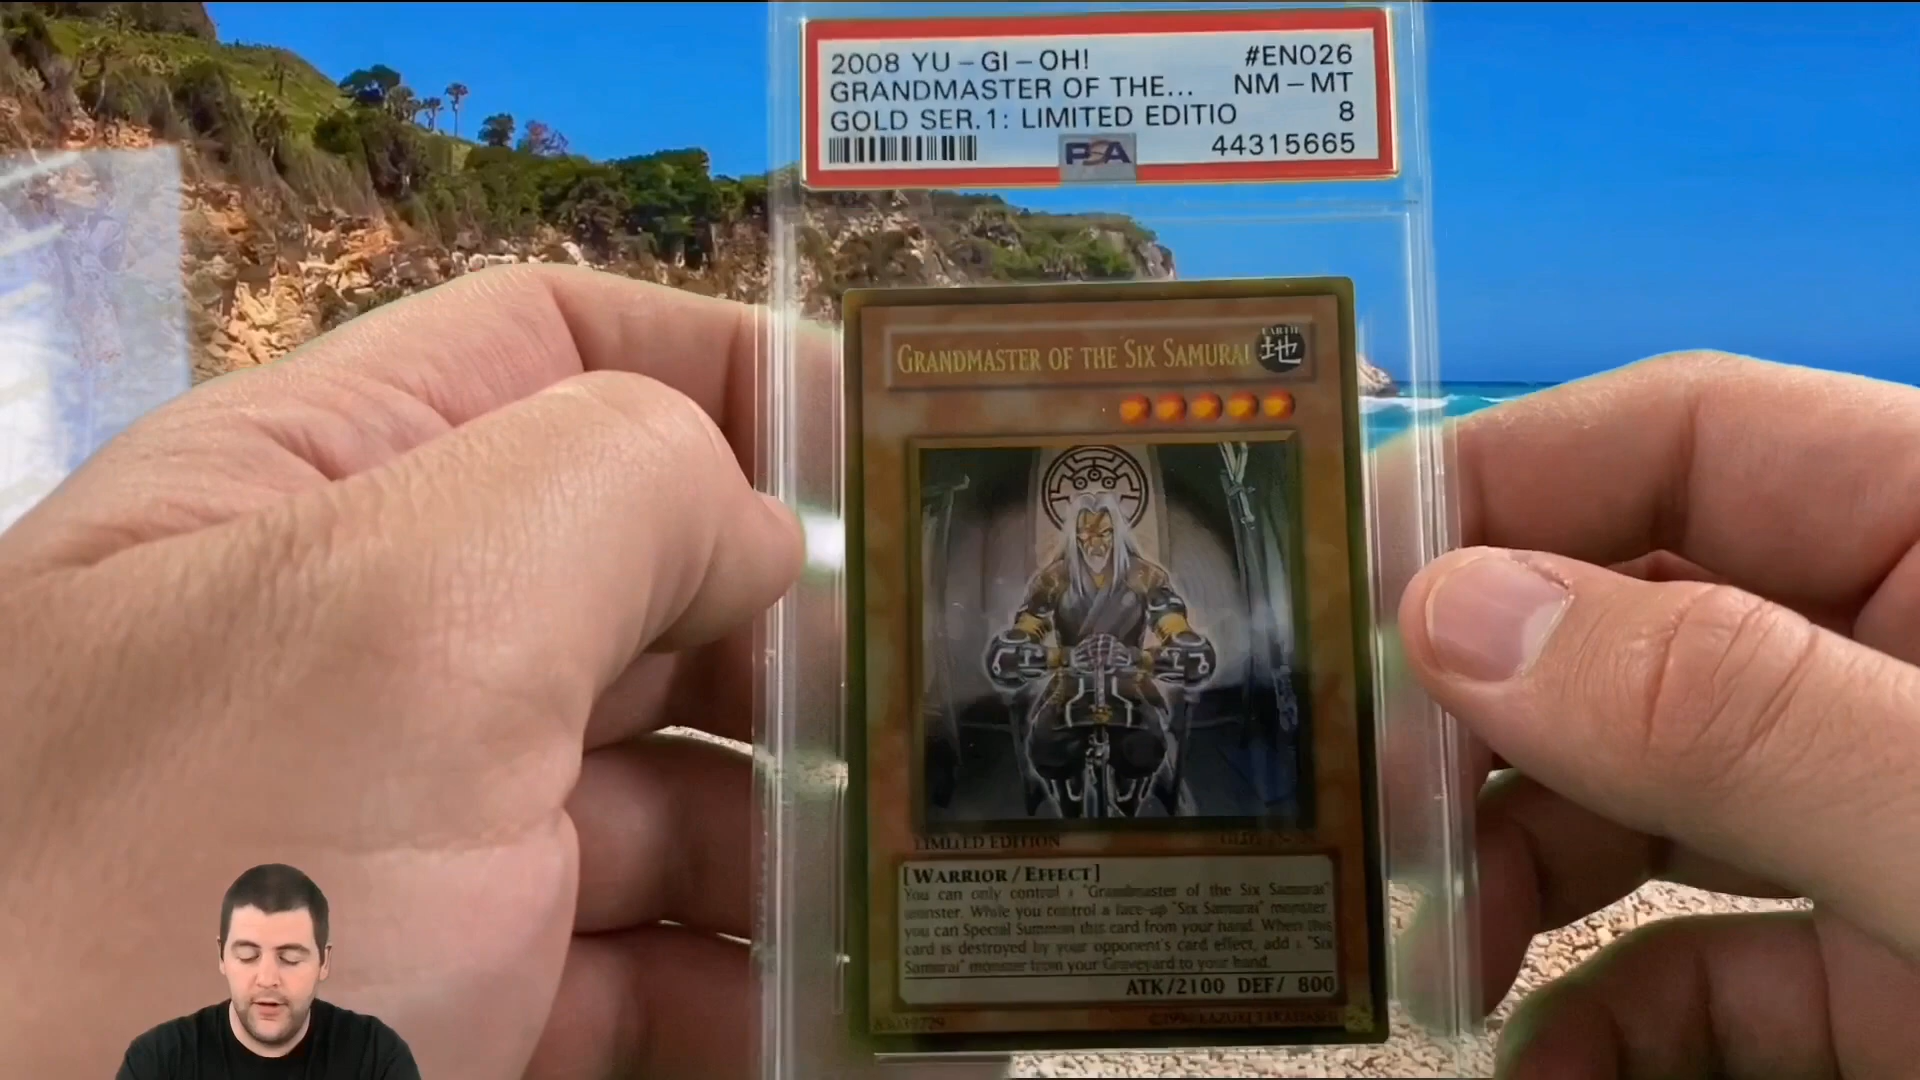 2008 YU-GI-OH! #EN026
GRANDMASTER OF THE... NM-MT
GOLD SER.1: LIMITED EDITIO 8
PSA 44315665
GRANDMASTER OF THE SIX SAMURAI
EARTH
地
LIMITED EDITION
[WARRIOR/EFFECT]
You can only control 1 "Grandmaster of the Six Samurai"
monster. While you control a face-up "Six Samurai" monster,
you can Special Summon this card from your hand. When this
card is destroyed by your opponent's card effect, add 1 "Six
Samurai" monster from your Graveyard to your hand.
ATK/2100 DEF/ 800
83039729 ©1996 KAZUKI TAKAHASHI